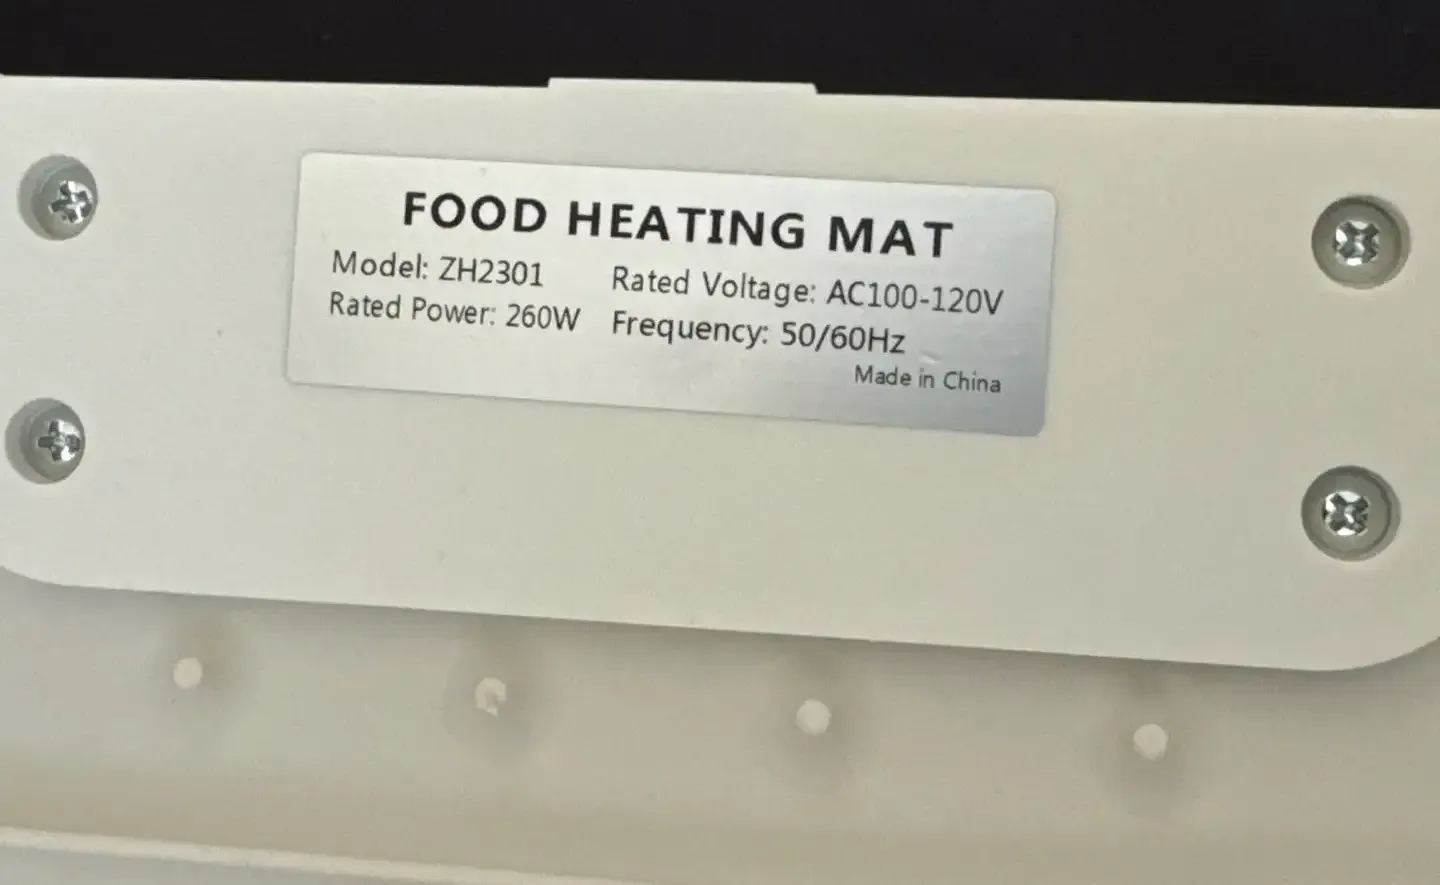 FOOD HEATING MAT
Model: ZH2301 Rated Voltage: AC100-120V
Rated Power: 260W Frequency: 50/60Hz
Made in China